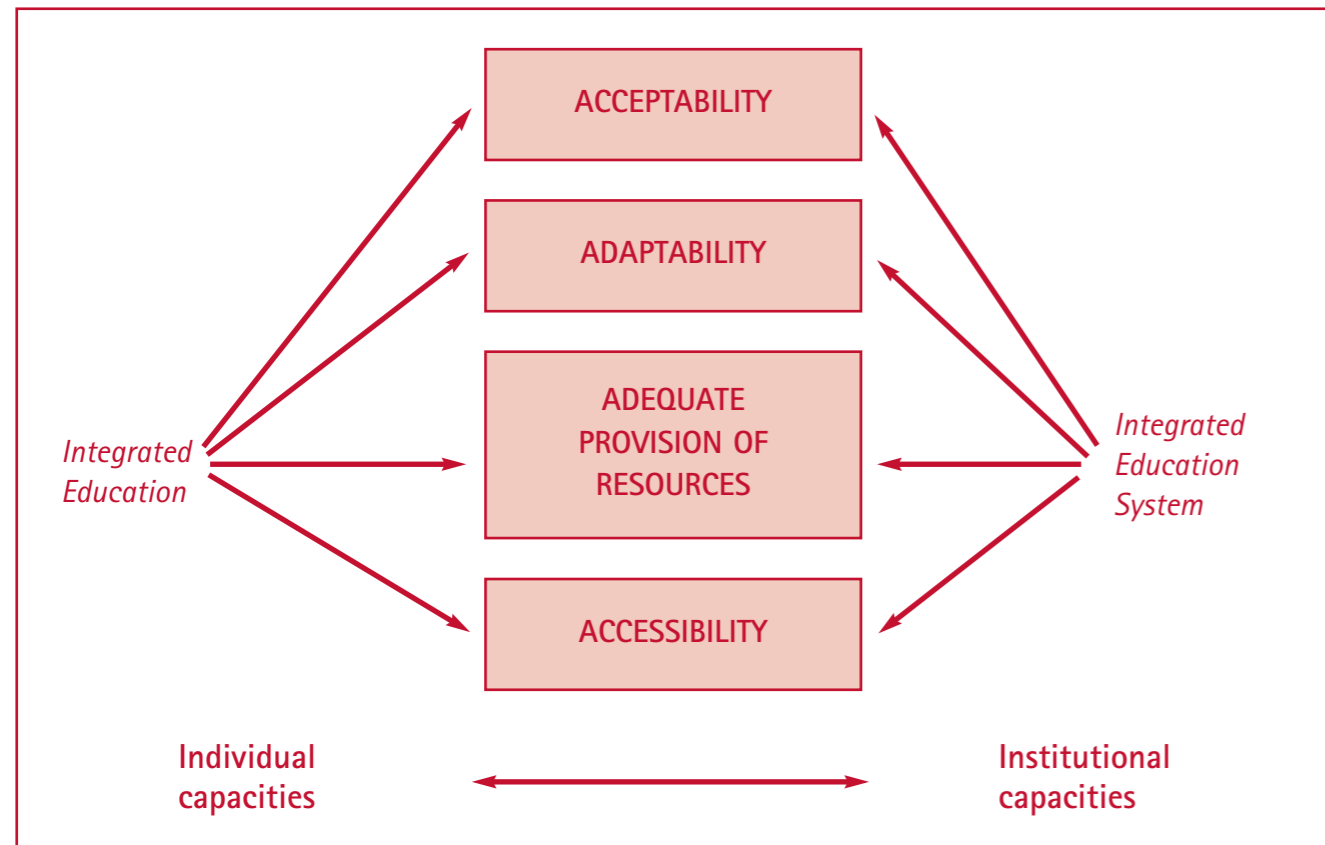 ACCEPTABILITY
ADAPTABILITY
ADEQUATE
PROVISION OF
RESOURCES
ACCESSIBILITY
Integrated
Education
Integrated
Education
System
Individual
capacities
Institutional
capacities